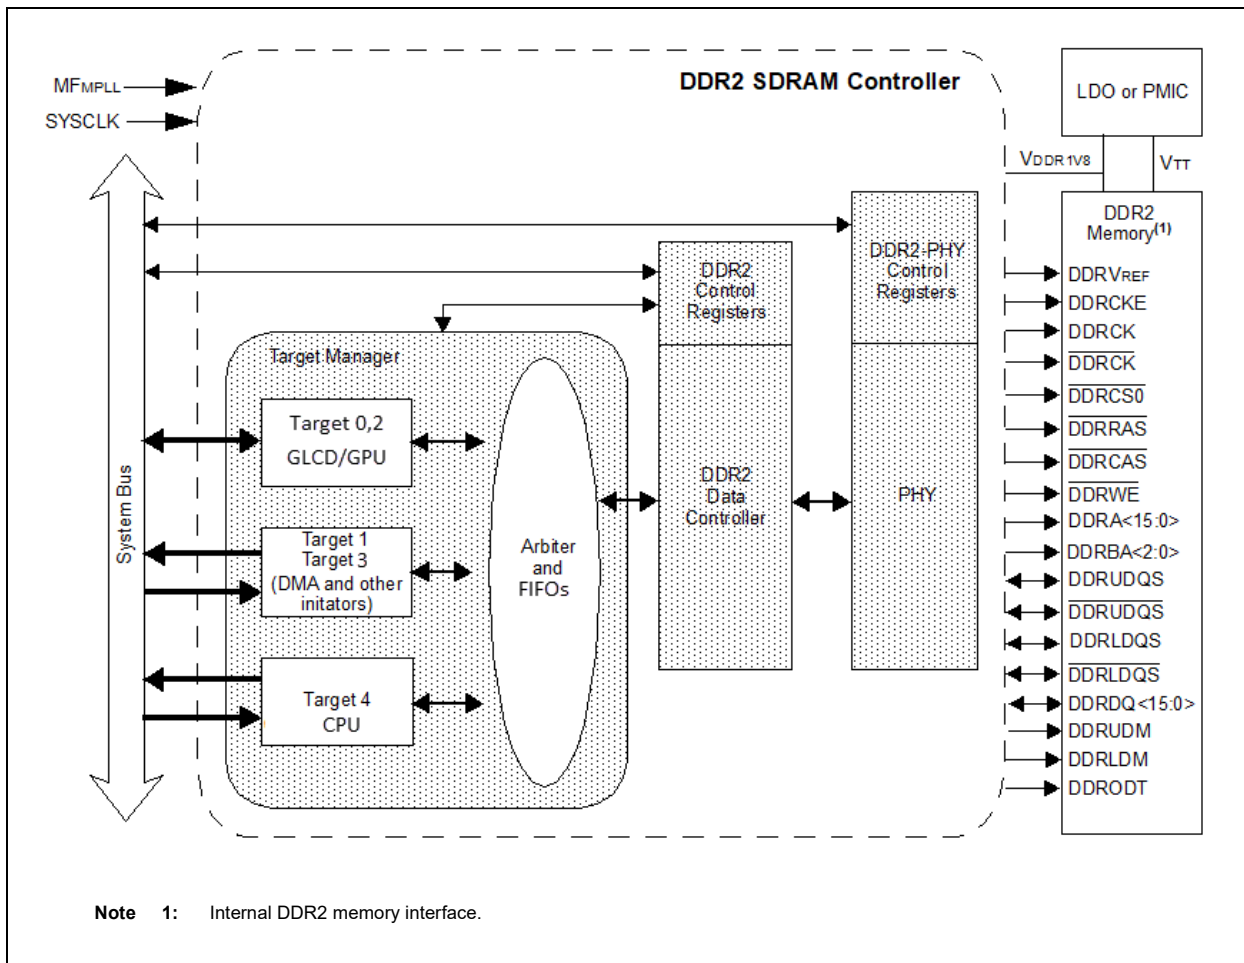 DDR2 SDRAM Controller
MFMPLL
SYSCLK
LDO or PMIC
VDDR1V8
VTT
DDR2
Memory(1)
DDR2-PHY
Control
Registers
DDR2
Control
Registers
Target Manager
Target 0,2
GLCD/GPU
Target 1
Target 3
(DMA and other
initators)
Target 4
CPU
System Bus
Arbiter
and
FIFOs
DDR2
Data
Controller
PHY
DDRVREF
DDRCKE
DDRCK
DDRCK
DDRCS0
DDRRAS
DDRCAS
DDRWE
DDRA<15:0>
DDRBA<2:0>
DDRUDQS
DDRUDQS
DDRLDQS
DDRLDQS
DDRDQ<15:0>
DDRUDM
DDRLDM
DDRODT
Note 1: Internal DDR2 memory interface.